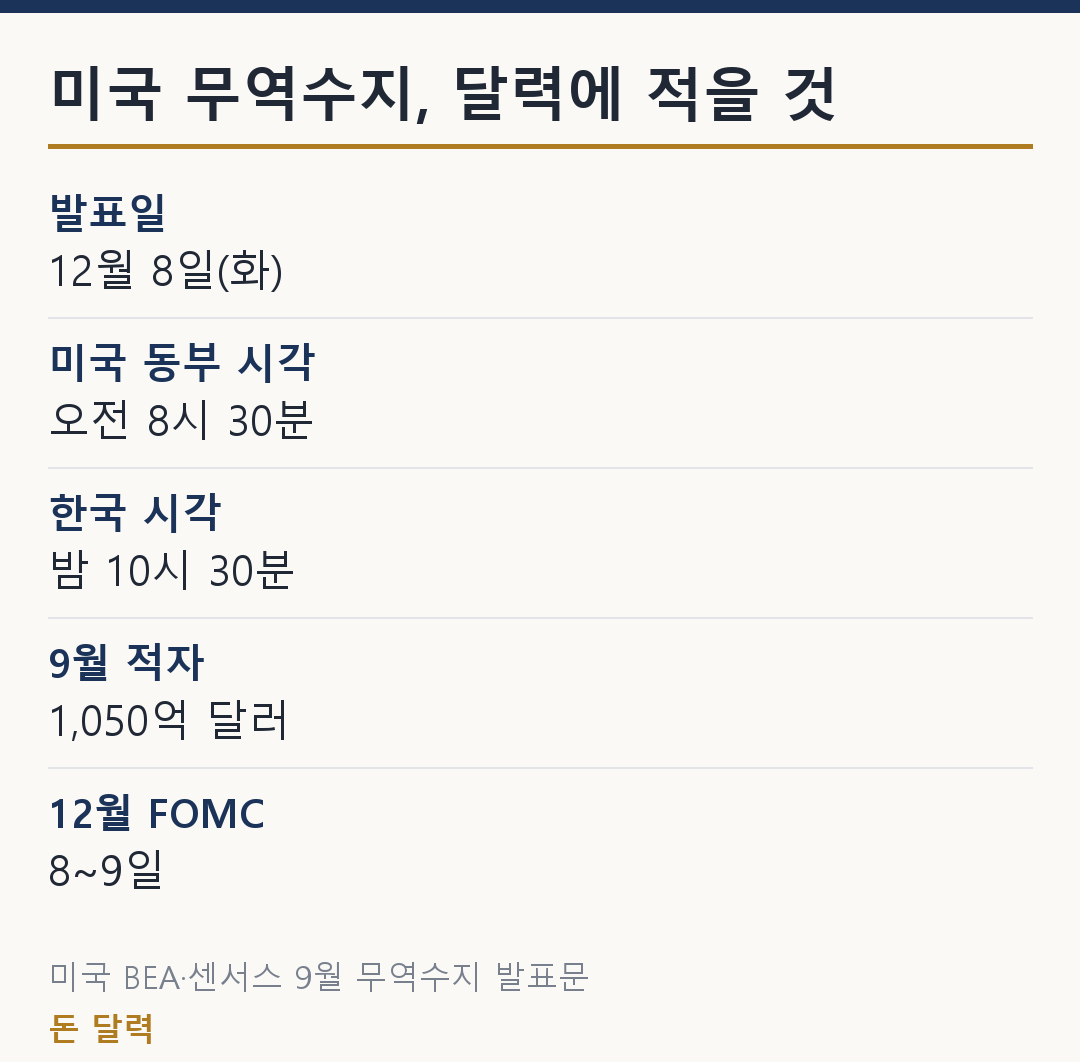 미국 무역수지, 달력에 적을 것
발표일
12월 8일(화)
미국 동부 시각
오전 8시 30분
한국 시각
밤 10시 30분
9월 적자
1,050억 달러
12월 FOMC
8~9일
미국 BEA·센서스 9월 무역수지 발표문
돈 달력